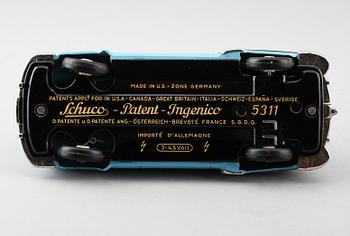 MADE IN U.S.-ZONE GERMANY
PATENTS APPLD FOR IN U.S.A.-CANADA-GREAT BRITAIN-ITALIA-SCHWEIZ-ESPAÑA-SVERIGE
Schuco - Patent - Ingenico 5311
D.PATENTE u.D.PATENTE ANG.-ÖSTERREICH-BREVETÉ FRANCE S.G.D.G.
IMPORTÉ D'ALLEMAGNE
3-4,5 Volt